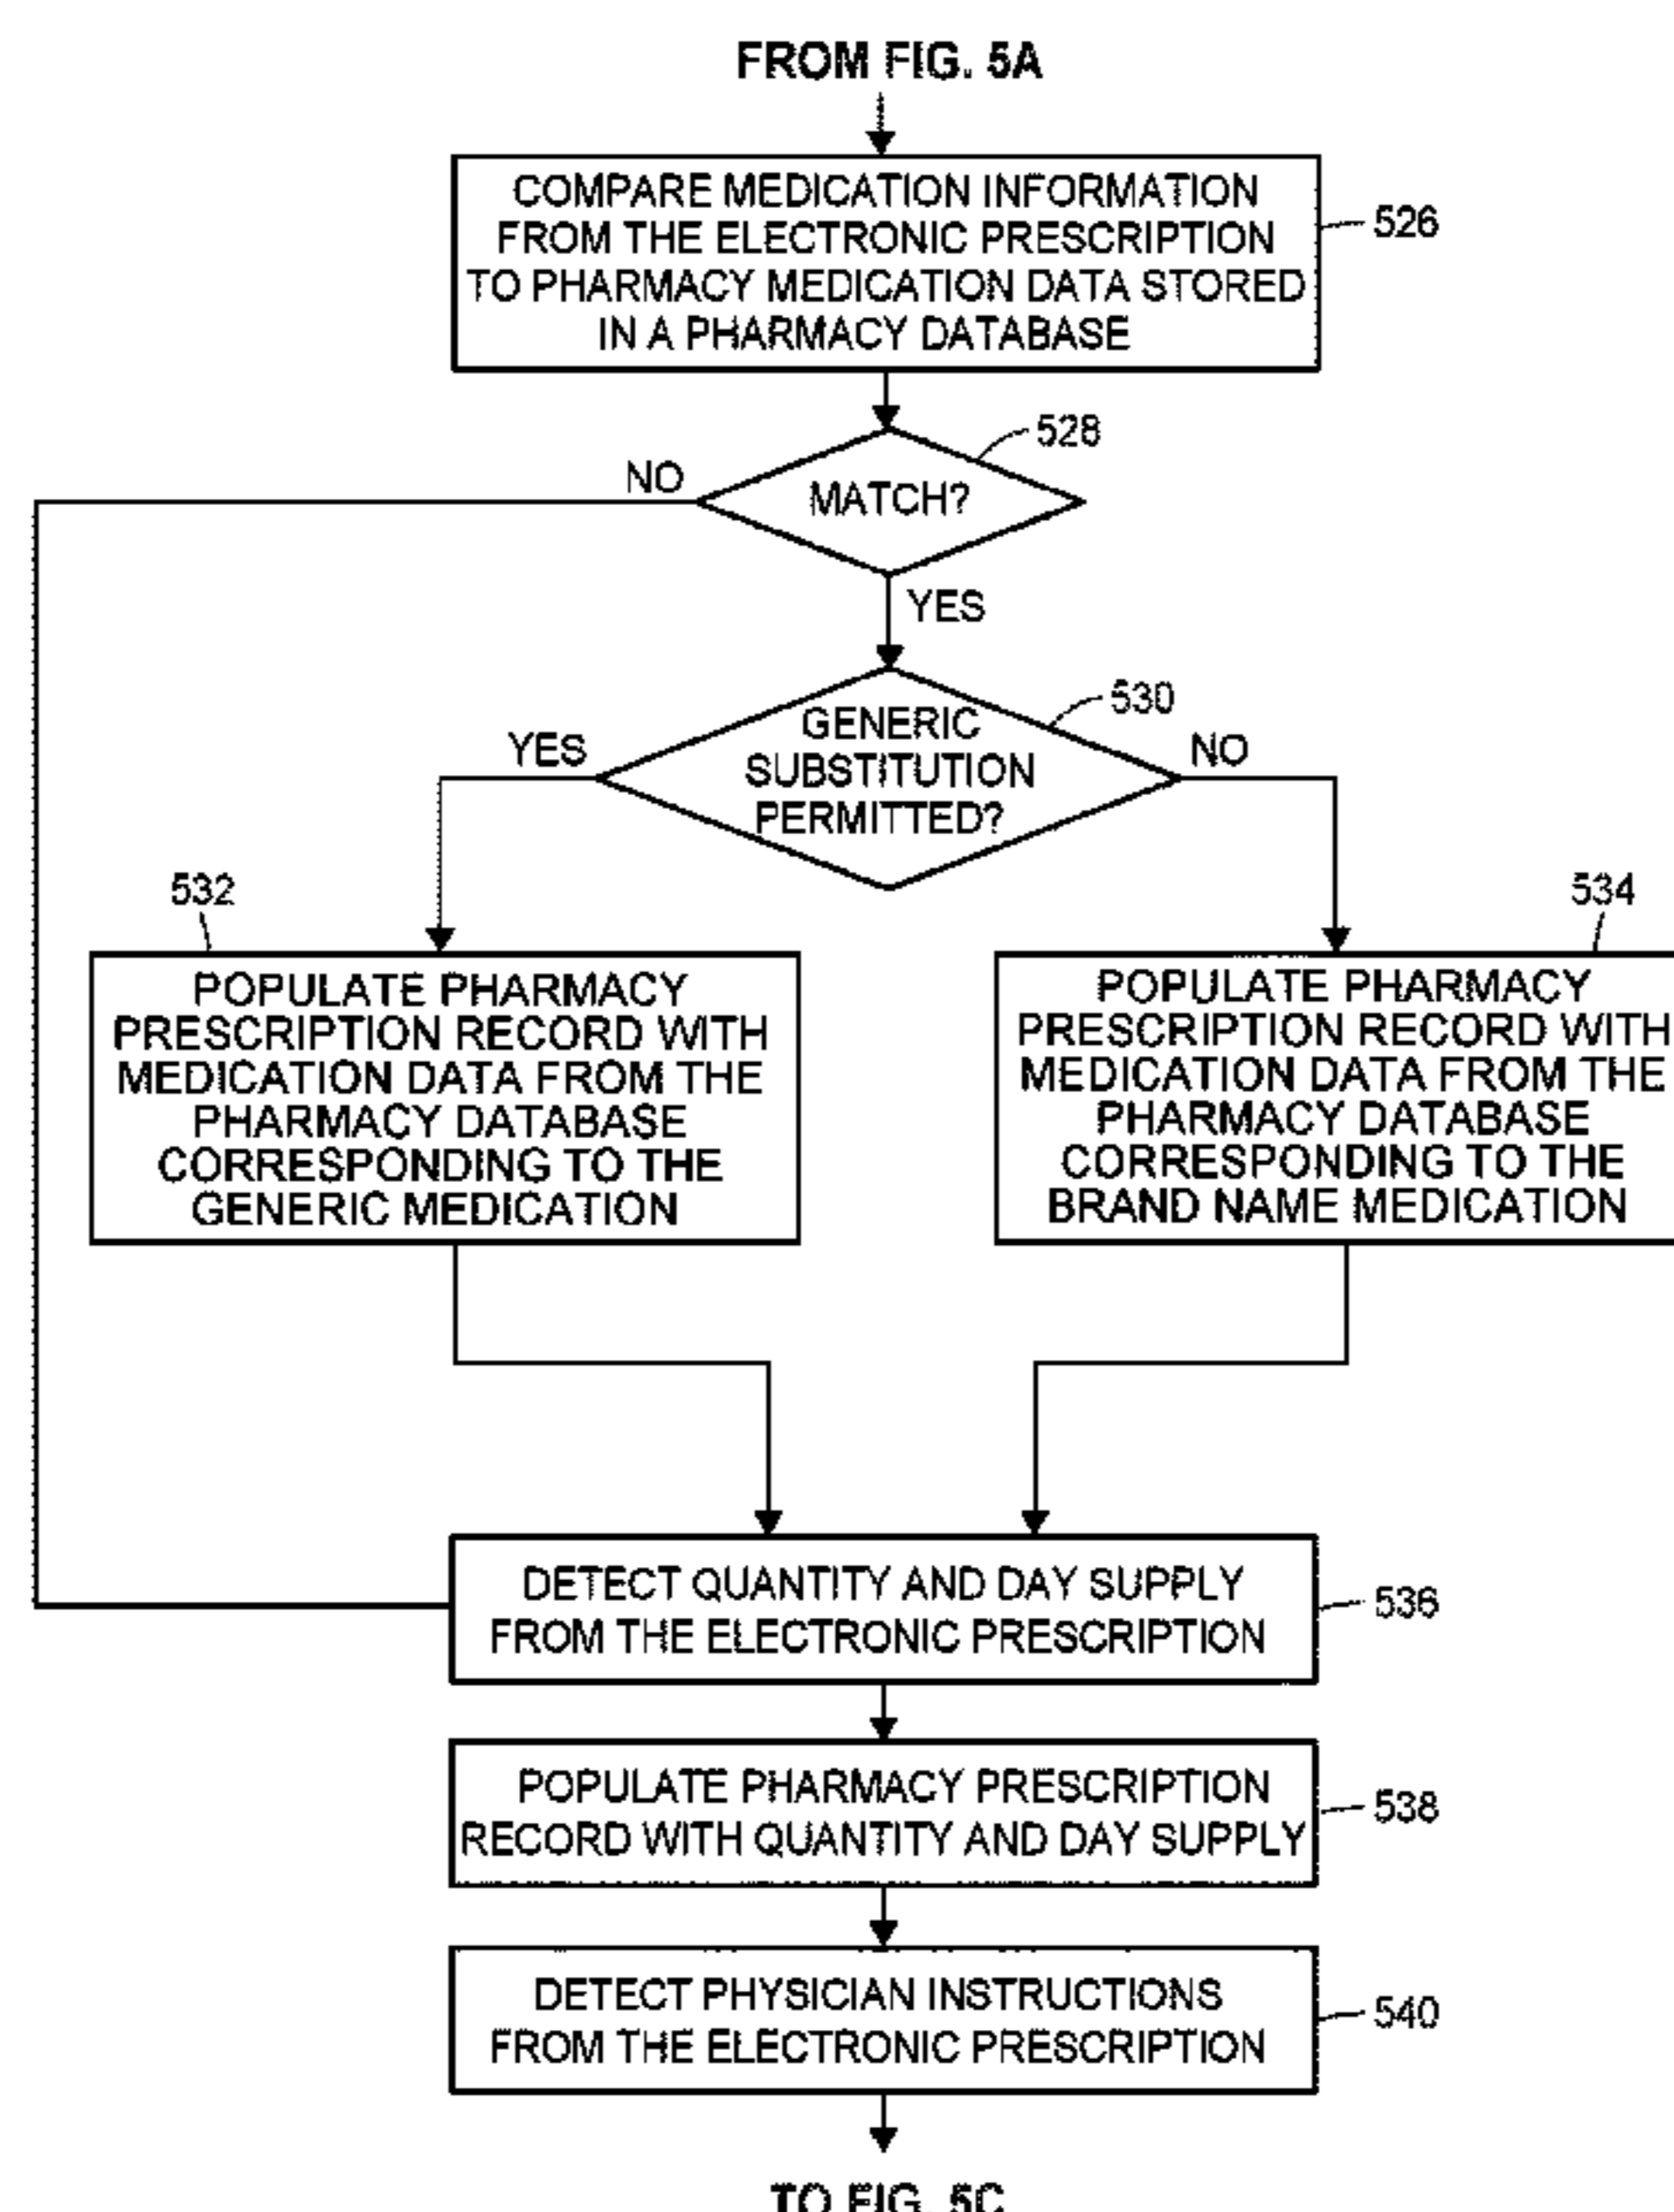 FROM FIG. 5A
COMPARE MEDICATION INFORMATION
FROM THE ELECTRONIC PRESCRIPTION
TO PHARMACY MEDICATION DATA STORED
IN A PHARMACY DATABASE
526
528
NO
MATCH?
YES
530
GENERIC
SUBSTITUTION
PERMITTED?
YES
NO
532
534
POPULATE PHARMACY
PRESCRIPTION RECORD WITH
MEDICATION DATA FROM THE
PHARMACY DATABASE
CORRESPONDING TO THE
GENERIC MEDICATION
POPULATE PHARMACY
PRESCRIPTION RECORD WITH
MEDICATION DATA FROM THE
PHARMACY DATABASE
CORRESPONDING TO THE
BRAND NAME MEDICATION
DETECT QUANTITY AND DAY SUPPLY
FROM THE ELECTRONIC PRESCRIPTION
536
POPULATE PHARMACY PRESCRIPTION
RECORD WITH QUANTITY AND DAY SUPPLY
538
DETECT PHYSICIAN INSTRUCTIONS
FROM THE ELECTRONIC PRESCRIPTION
540
TO FIG. 5C